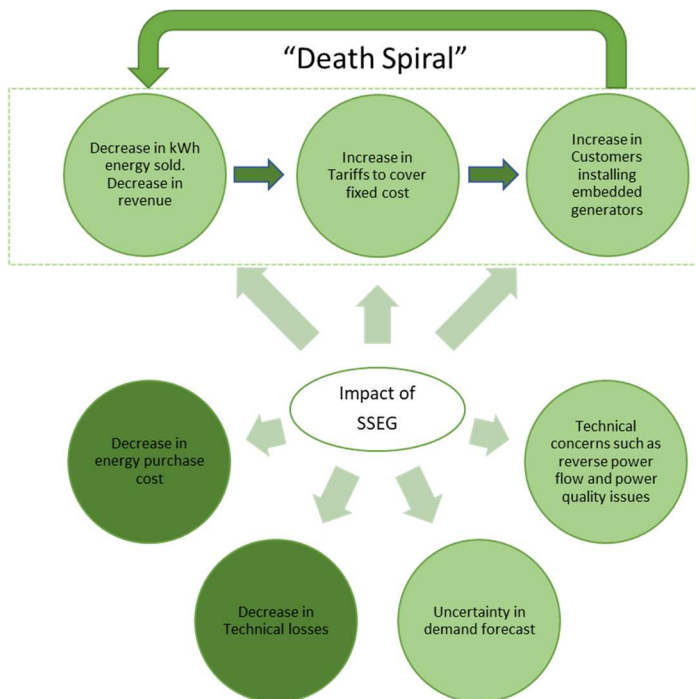 “Death Spiral”
Decrease in kWh
energy sold.
Decrease in
revenue
Increase in
Tariffs to cover
fixed cost
Increase in
Customers
installing
embedded
generators
Impact of
SSEG
Decrease in
energy purchase
cost
Technical
concerns such as
reverse power
flow and power
quality issues
Decrease in
Technical losses
Uncertainty in
demand forecast